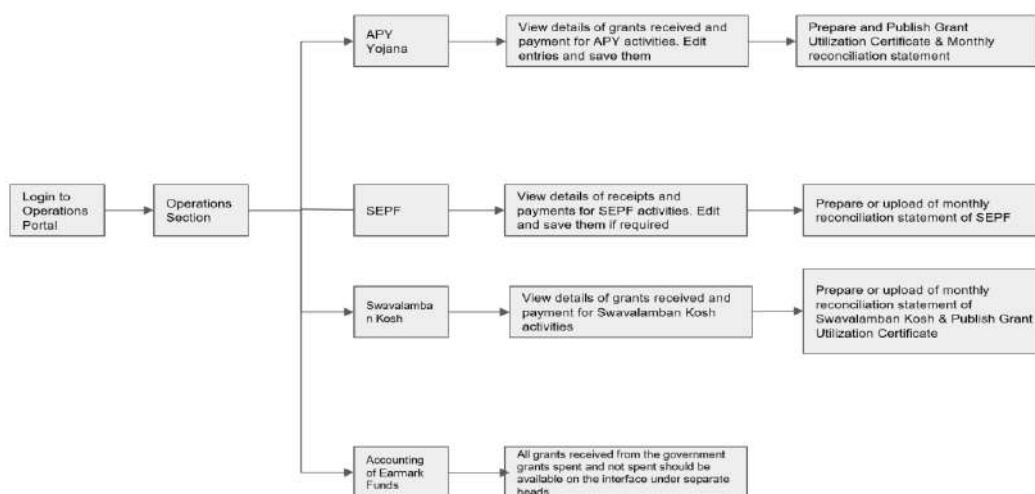 Login to
Operations
Portal
Operations
Section
APY
Yojana
View details of grants received and
payment for APY activities. Edit
entries and save them
Prepare and Publish Grant
Utilization Certificate & Monthly
reconciliation statement
SEPF
View details of receipts and
payments for SEPF activities. Edit
and save them if required
Prepare or upload of monthly
reconciliation statement of SEPF
Swavalamba
n Kosh
View details of grants received and
payment for Swavalamban Kosh
activities
Prepare or upload of monthly
reconciliation statement of
Swavalamban Kosh & Publish Grant
Utilization Certificate
Accounting
of Earmark
Funds
All grants received from the government
grants spent and not spent should be
available on the interface under separate
heads